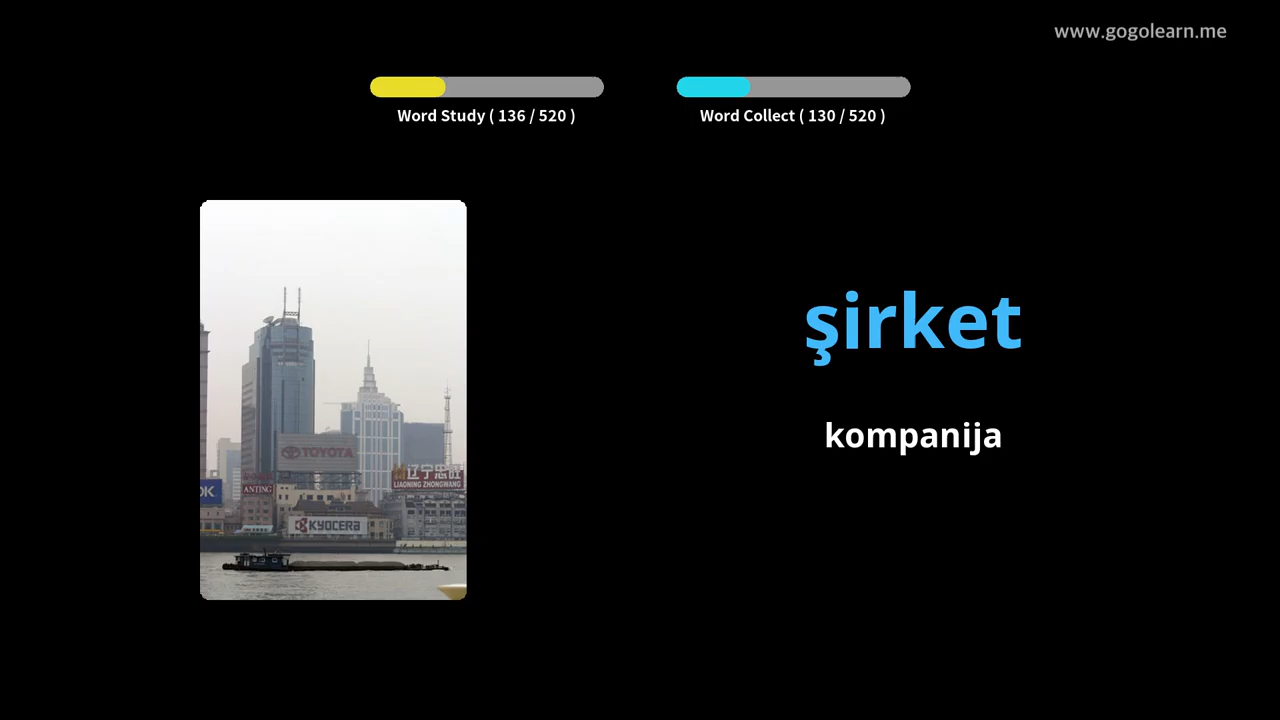 www.gogolearn.me
Word Study ( 136 / 520 )
Word Collect ( 130 / 520 )
şirket
kompanija
TOYOTA
辽宁忠旺
LIAONING ZHONGWANG
OK
ANTING
KYOCERA